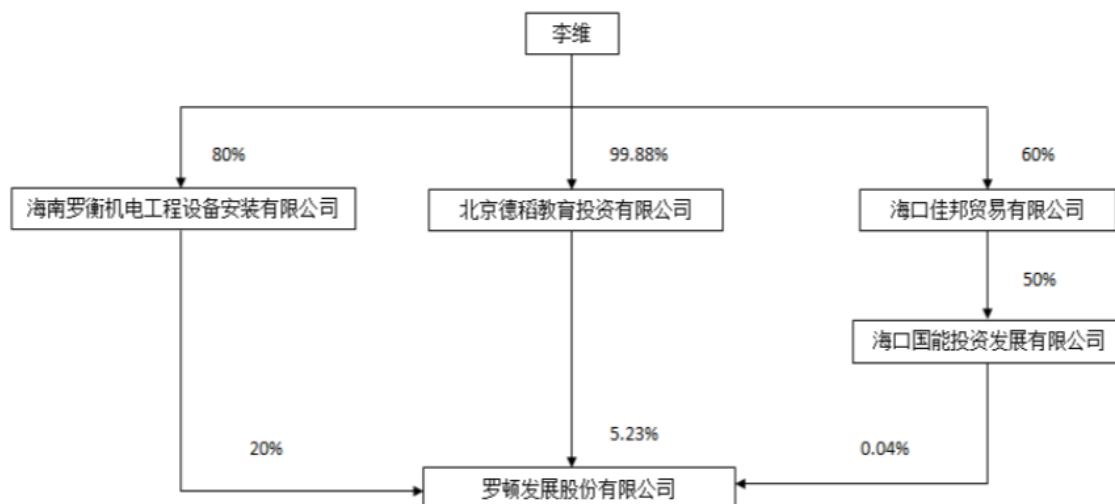 李维
80%
99.88%
60%
海南罗衡机电工程设备安装有限公司
北京德稻教育投资有限公司
海口佳邦贸易有限公司
50%
海口国能投资发展有限公司
20%
5.23%
0.04%
罗顿发展股份有限公司